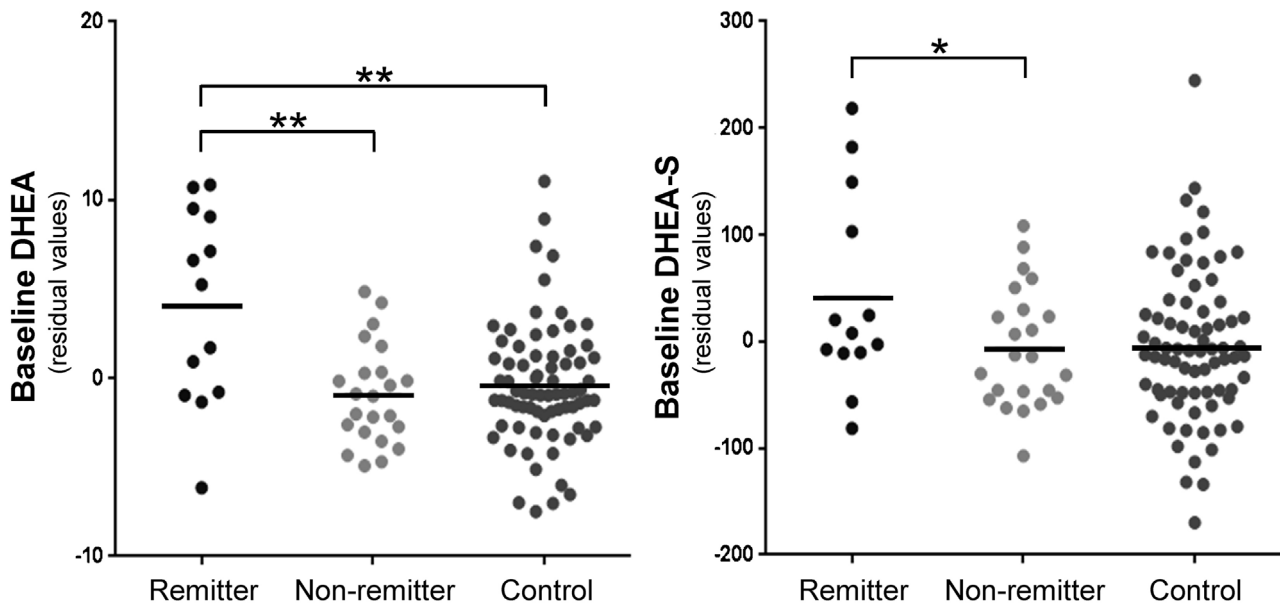 Baseline DHEA
(residual values)
20
10
0
-10
**
**
Remitter
Non-remitter
Control
Baseline DHEA-S
(residual values)
300
200
100
0
-100
-200
*
Remitter
Non-remitter
Control